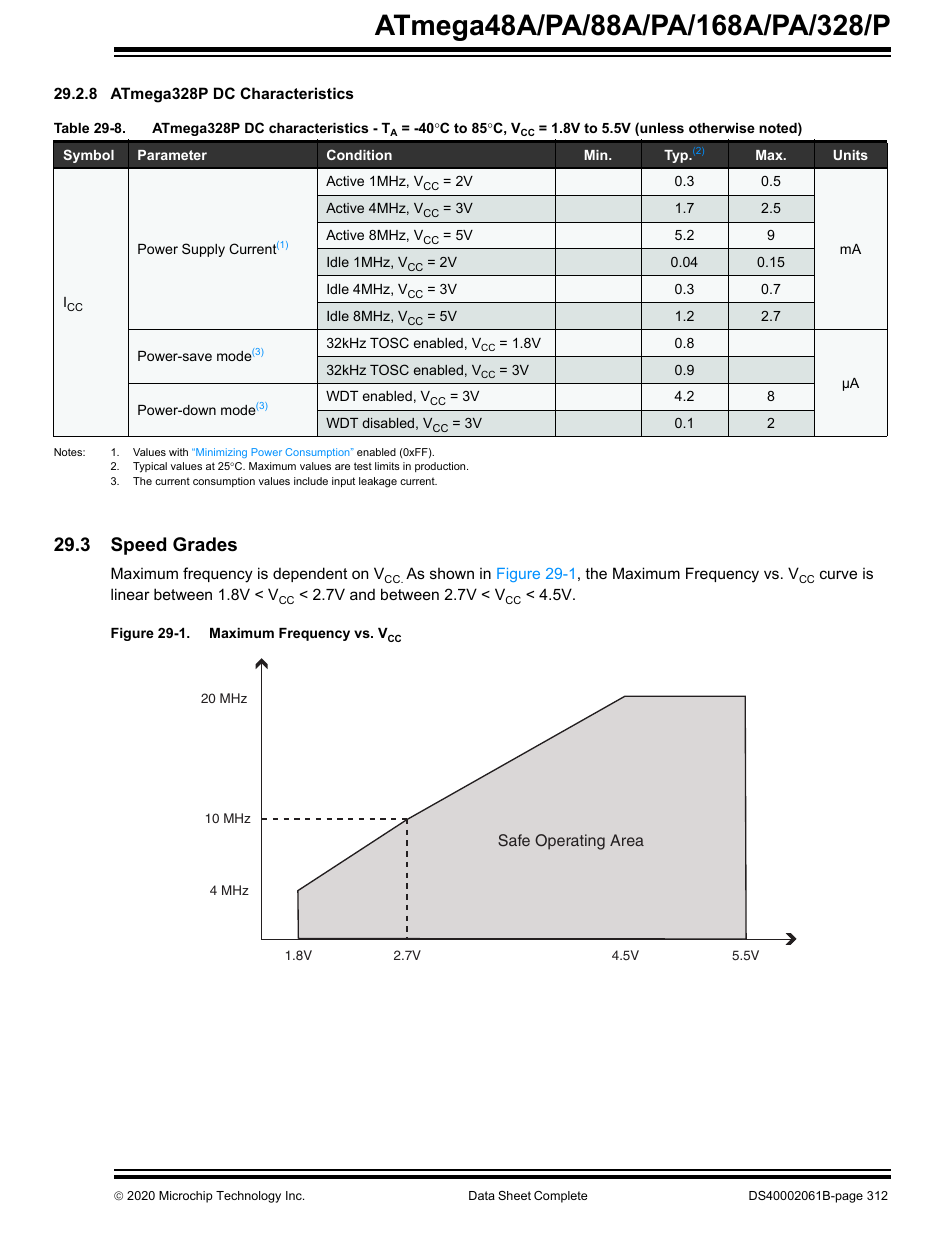 ATmega48A/PA/88A/PA/168A/PA/328/P
29.2.8 ATmega328P DC Characteristics
Table 29-8. ATmega328P DC characteristics - TA = -40°C to 85°C, VCC = 1.8V to 5.5V (unless otherwise noted)
Symbol Parameter Condition Min. Typ.(2) Max. Units
Active 1MHz, VCC = 2V 0.3 0.5
Active 4MHz, VCC = 3V 1.7 2.5
Active 8MHz, VCC = 5V 5.2 9
Power Supply Current(1) mA
Idle 1MHz, VCC = 2V 0.04 0.15
Idle 4MHz, VCC = 3V 0.3 0.7
ICC
Idle 8MHz, VCC = 5V 1.2 2.7
32kHz TOSC enabled, VCC = 1.8V 0.8
Power-save mode(3)
32kHz TOSC enabled, VCC = 3V 0.9
µA
WDT enabled, VCC = 3V 4.2 8
Power-down mode(3)
WDT disabled, VCC = 3V 0.1 2
Notes: 1. Values with “Minimizing Power Consumption” enabled (0xFF).
2. Typical values at 25°C. Maximum values are test limits in production.
3. The current consumption values include input leakage current.
29.3 Speed Grades
Maximum frequency is dependent on VCC. As shown in Figure 29-1, the Maximum Frequency vs. VCC curve is
linear between 1.8V < VCC < 2.7V and between 2.7V < VCC < 4.5V.
Figure 29-1. Maximum Frequency vs. VCC
20 MHz
10 MHz
Safe Operating Area
4 MHz
1.8V 2.7V 4.5V 5.5V
© 2020 Microchip Technology Inc. Data Sheet Complete DS40002061B-page 312